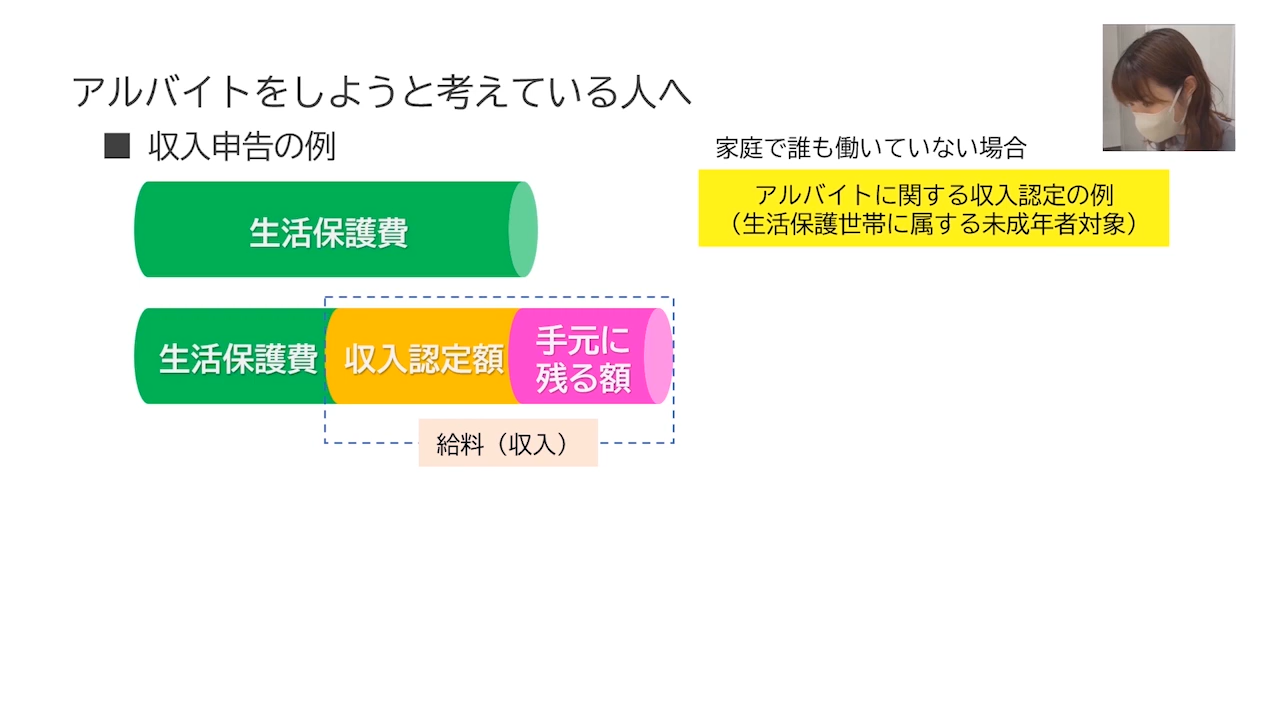 アルバイトをしようと考えている人へ
■ 収入申告の例
家庭で誰も働いていない場合
アルバイトに関する収入認定の例
（生活保護世帯に属する未成年者対象）
生活保護費
生活保護費
収入認定額
手元に
残る額
給料（収入）